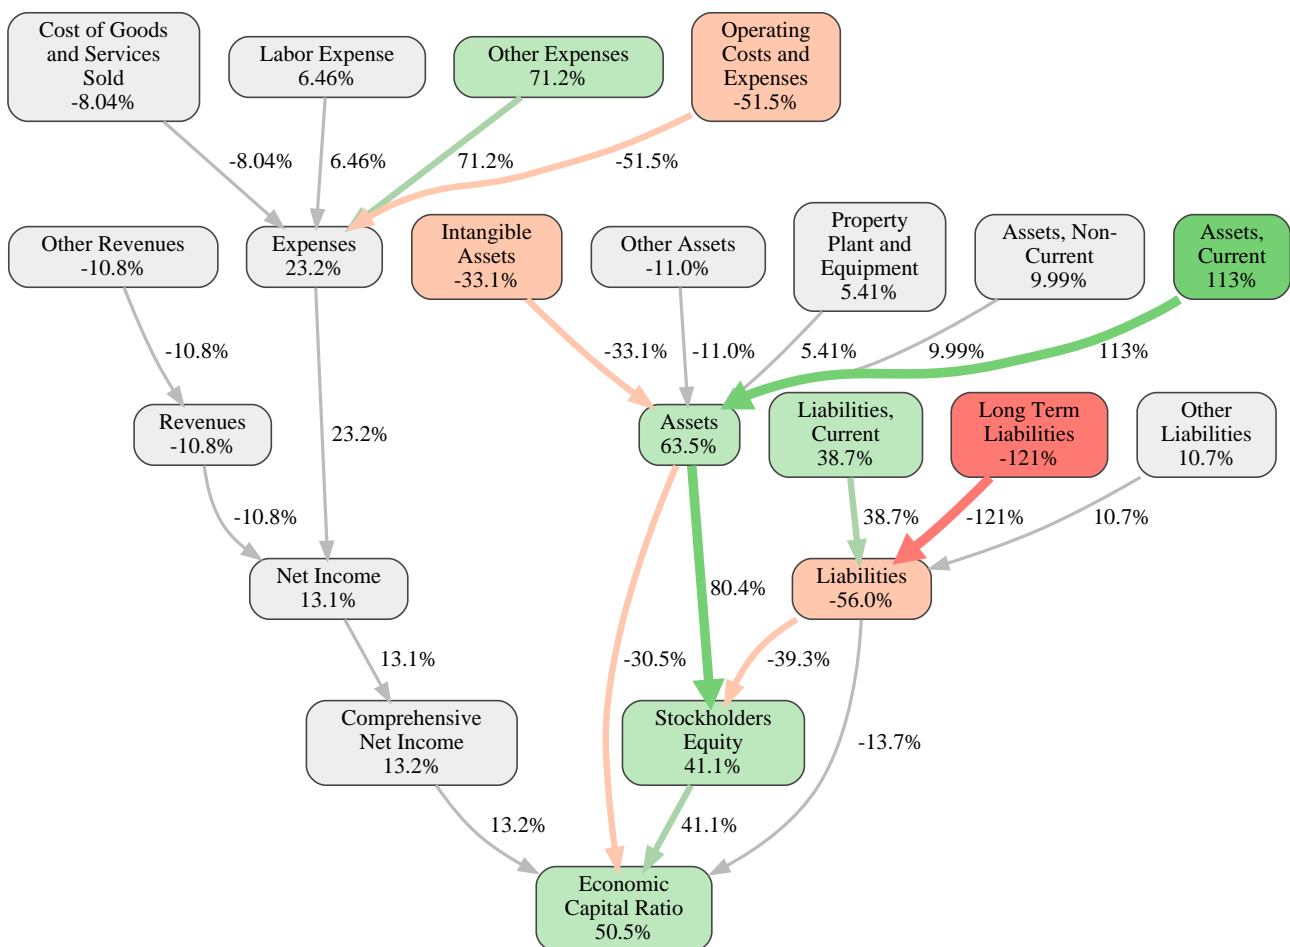 Cost of Goods
and Services
Sold
-8.04%
Labor Expense
6.46%
Other Expenses
71.2%
Operating
Costs and
Expenses
-51.5%
-8.04%
6.46%
71.2%
-51.5%
Other Revenues
-10.8%
Expenses
23.2%
Intangible
Assets
-33.1%
Other Assets
-11.0%
Property
Plant and
Equipment
5.41%
Assets, Non-
Current
9.99%
Assets,
Current
113%
-10.8%
-33.1%
-11.0%
5.41%
9.99%
113%
Revenues
-10.8%
23.2%
Assets
63.5%
Liabilities,
Current
38.7%
Long Term
Liabilities
-121%
Other
Liabilities
10.7%
-10.8%
38.7%
-121%
10.7%
Net Income
13.1%
80.4%
Liabilities
-56.0%
13.1%
-30.5%
-39.3%
Comprehensive
Net Income
13.2%
Stockholders
Equity
41.1%
-13.7%
13.2%
41.1%
Economic
Capital Ratio
50.5%